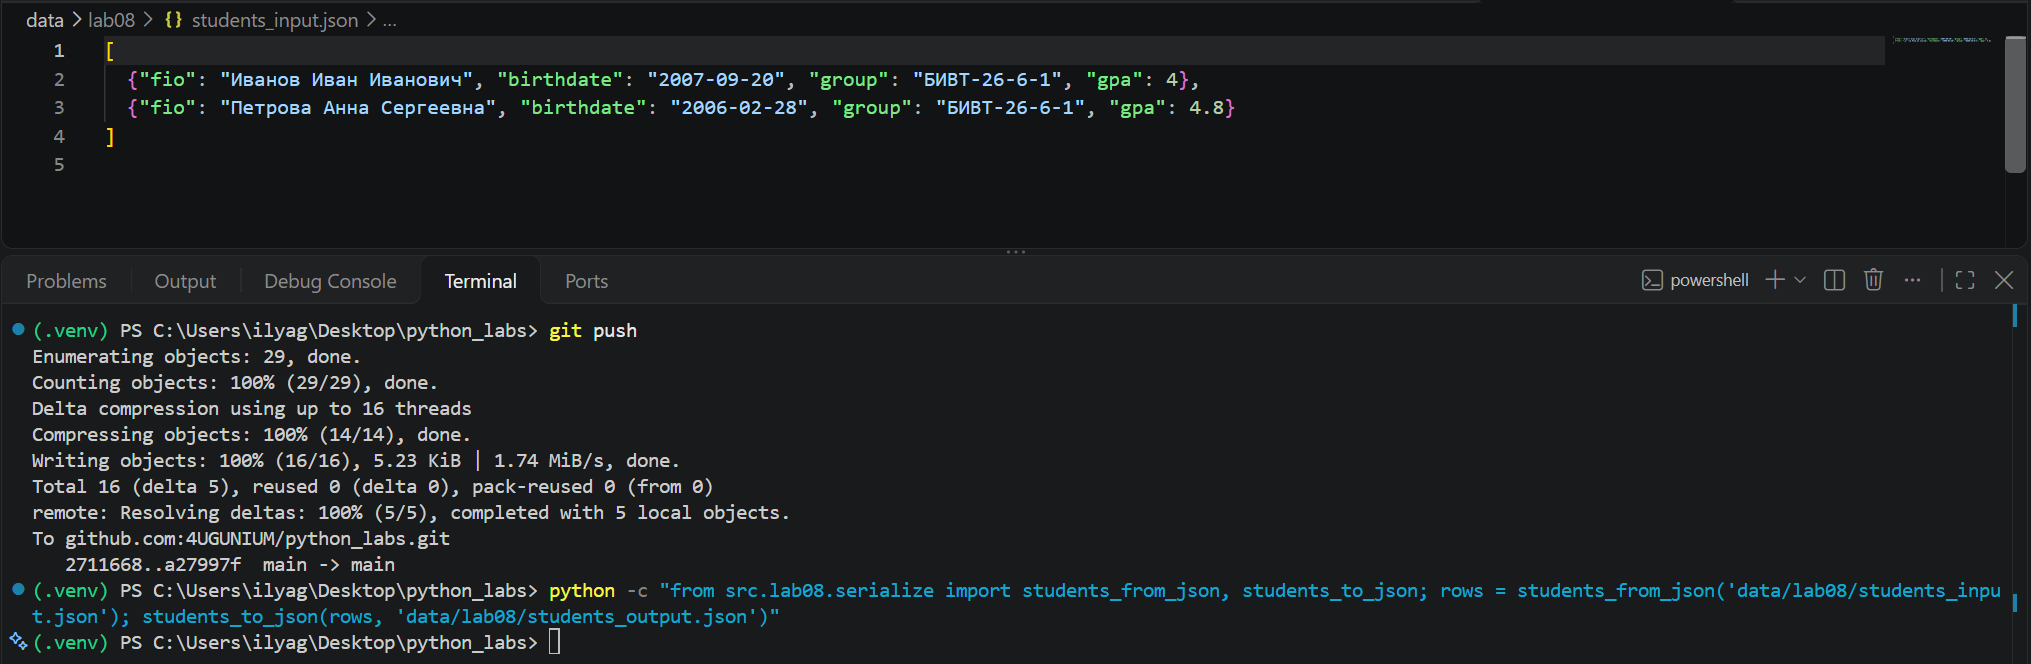 data > lab08 > {} students_input.json > ...
1 [
2 {"fio": "Иванов Иван Иванович", "birthdate": "2007-09-20", "group": "БИВТ-26-6-1", "gpa": 4},
3 {"fio": "Петрова Анна Сергеевна", "birthdate": "2006-02-28", "group": "БИВТ-26-6-1", "gpa": 4.8}
4 ]
5
Problems Output Debug Console Terminal Ports powershell
(.venv) PS C:\Users\ilyag\Desktop\python_labs> git push
Enumerating objects: 29, done.
Counting objects: 100% (29/29), done.
Delta compression using up to 16 threads
Compressing objects: 100% (14/14), done.
Writing objects: 100% (16/16), 5.23 KiB | 1.74 MiB/s, done.
Total 16 (delta 5), reused 0 (delta 0), pack-reused 0 (from 0)
remote: Resolving deltas: 100% (5/5), completed with 5 local objects.
To github.com:4UGUNIUM/python_labs.git
2711668..a27997f main -> main
(.venv) PS C:\Users\ilyag\Desktop\python_labs> python -c "from src.lab08.serialize import students_from_json, students_to_json; rows = students_from_json('data/lab08/students_inpu
t.json'); students_to_json(rows, 'data/lab08/students_output.json')"
(.venv) PS C:\Users\ilyag\Desktop\python_labs>